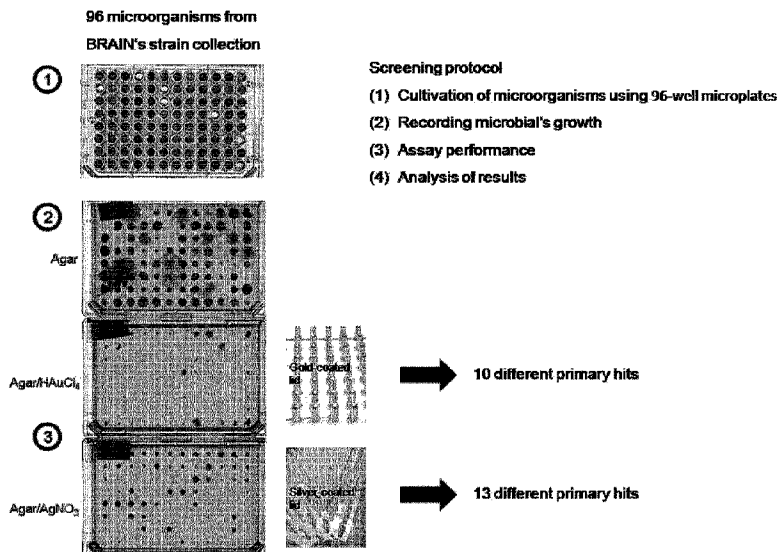 96 microorganisms from
BRAIN's strain collection
1
Screening protocol
(1) Cultivation of microorganisms using 96-well microplates
(2) Recording microbial's growth
(3) Assay performance
(4) Analysis of results
2
Agar
Agar/HAuCl4
Gold-coated
lid
10 different primary hits
3
Agar/AgNO3
Silver-coated
lid
13 different primary hits